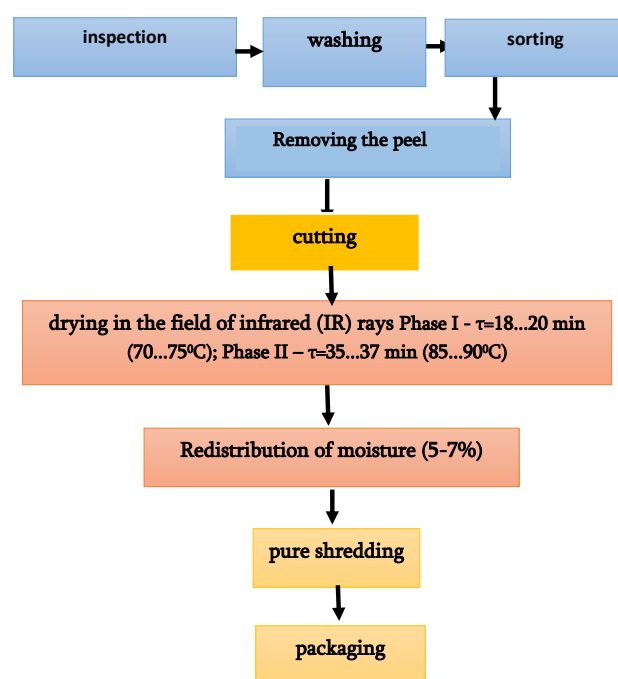 inspection
washing
sorting
Removing the peel
cutting
drying in the field of infrared (IR) rays Phase I - τ=18...20 min
(70...75⁰C); Phase II – τ=35...37 min (85...90⁰C)
Redistribution of moisture (5-7%)
pure shredding
packaging